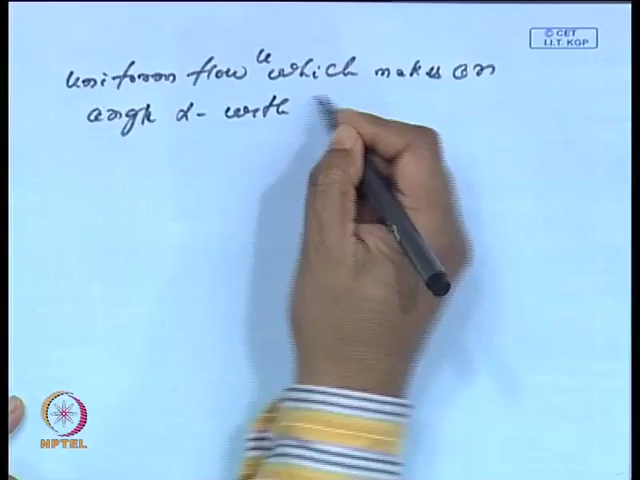 © CET
I.I.T. KGP
uniform flow u which makes an
angle α- with
NPTEL